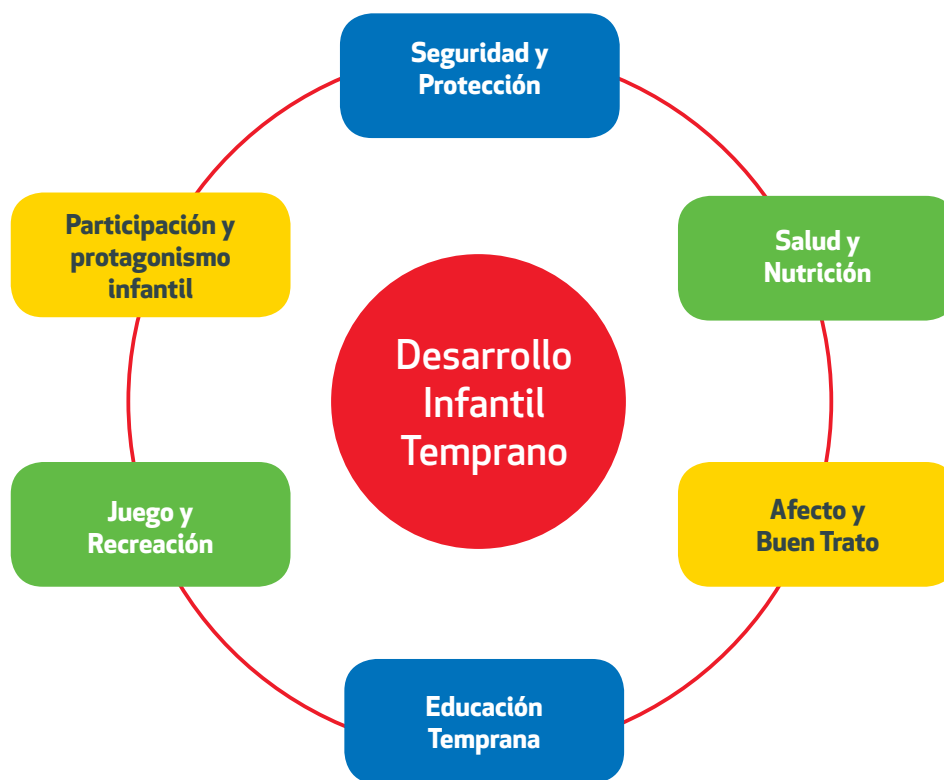 Seguridad y
Protección
Participación y
protagonismo
infantil
Salud y
Nutrición
Desarrollo
Infantil
Temprano
Juego y
Recreación
Afecto y
Buen Trato
Educación
Temprana